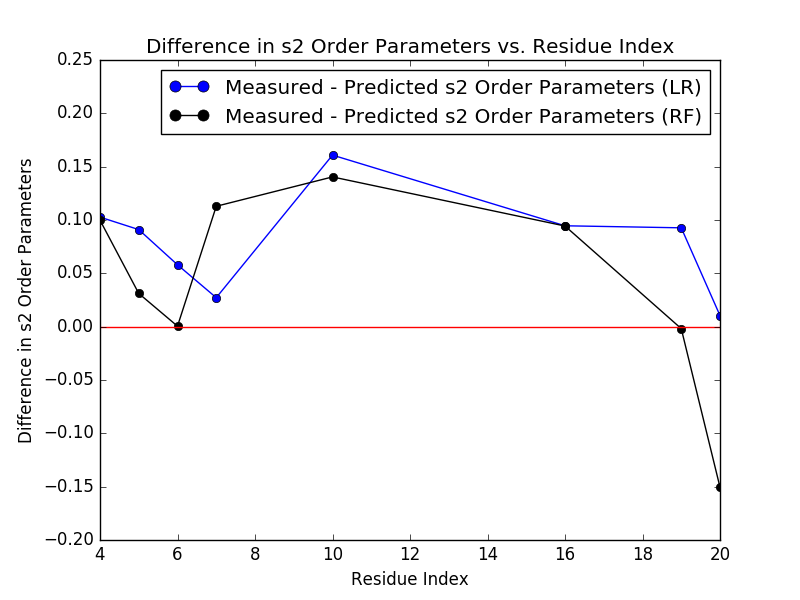 Difference in s2 Order Parameters vs. Residue Index
Measured - Predicted s2 Order Parameters (LR)
Measured - Predicted s2 Order Parameters (RF)
Difference in s2 Order Parameters
0.25
0.20
0.15
0.10
0.05
0.00
−0.05
−0.10
−0.15
−0.20
4 6 8 10 12 14 16 18 20
Residue Index